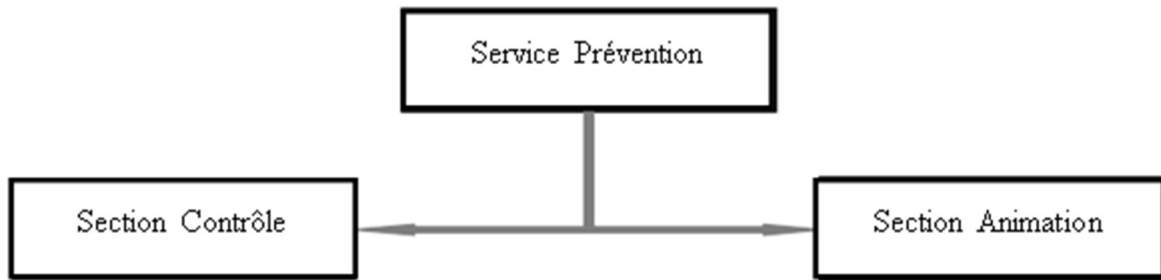 Service Prévention
Section Contrôle
Section Animation